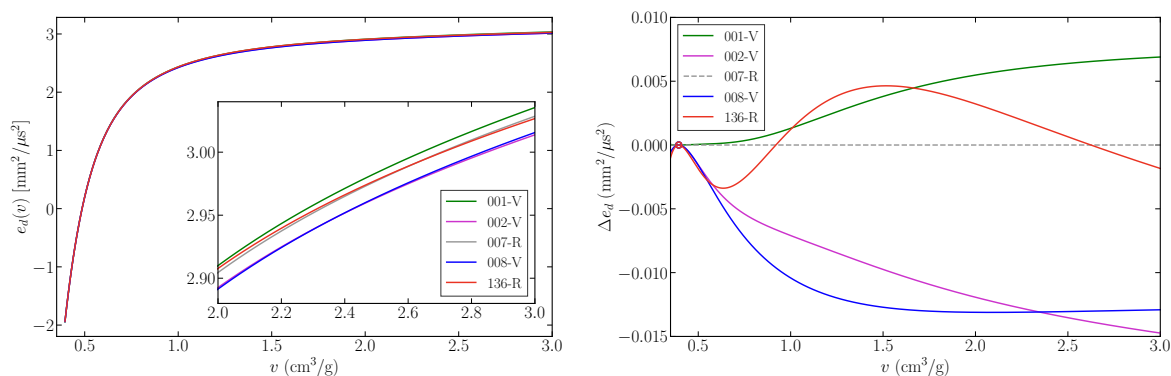 3
2
1
0
−1
−2
e_d(v) [mm²/μs²]
0.5
1.0
1.5
2.0
2.5
3.0
v (cm³/g)
3.00
2.95
2.90
2.0
2.2
2.4
2.6
2.8
3.0
001-V
002-V
007-R
008-V
136-R
0.010
0.005
0.000
−0.005
−0.010
−0.015
Δe_d (mm²/μs²)
0.5
1.0
1.5
2.0
2.5
3.0
v (cm³/g)
001-V
002-V
007-R
008-V
136-R